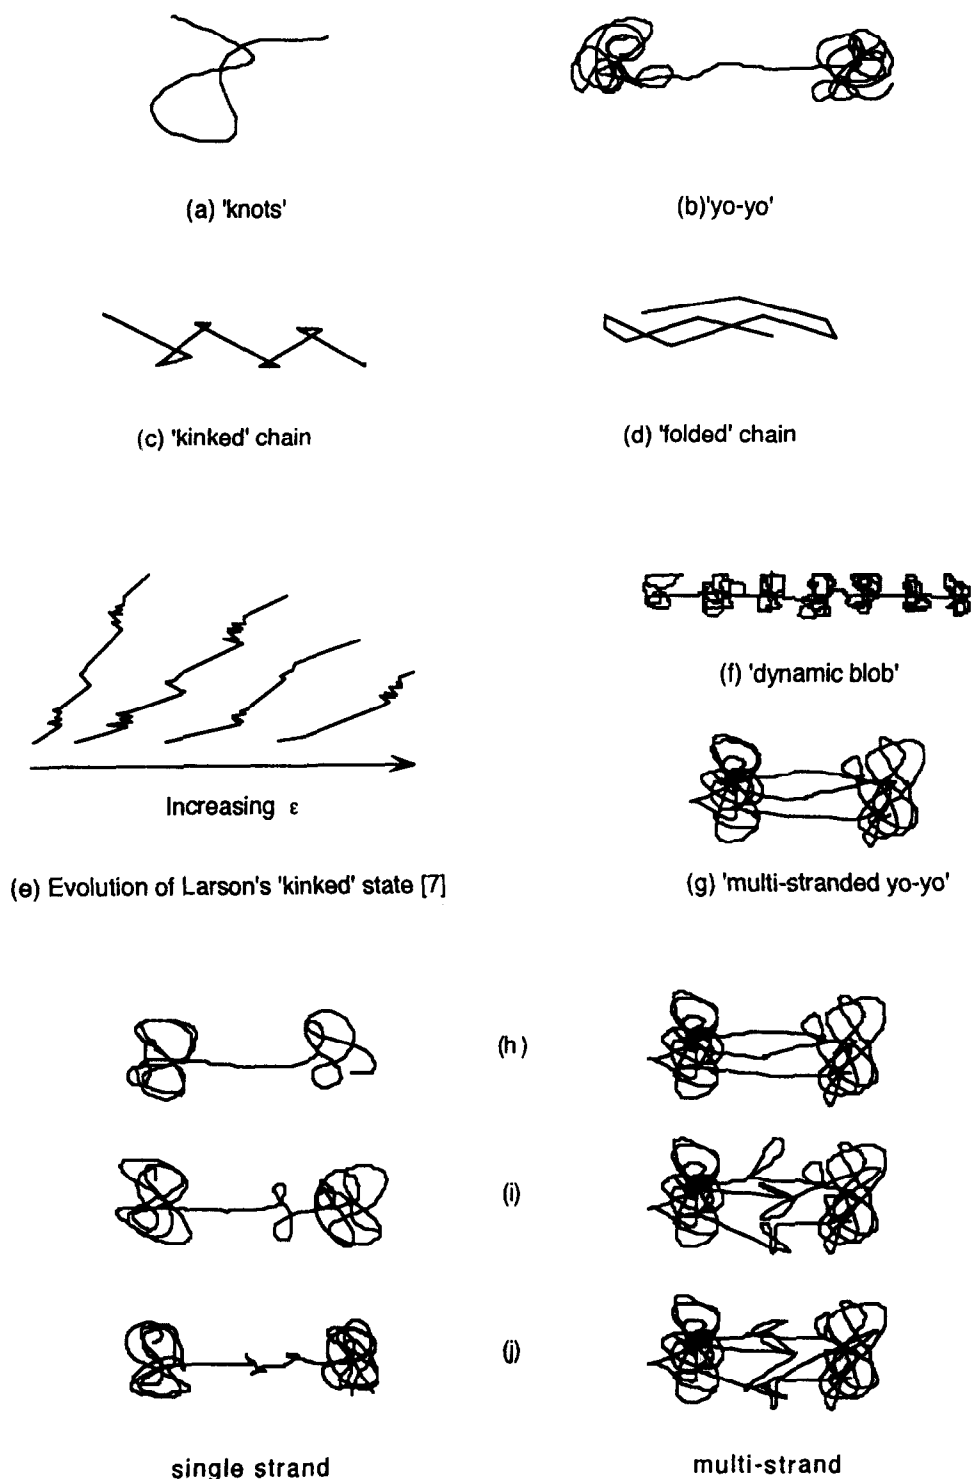 (a) 'knots'
(b)'yo-yo'
(c) 'kinked' chain
(d) 'folded' chain
Increasing ε
(e) Evolution of Larson's 'kinked' state [7]
(f) 'dynamic blob'
(g) 'multi-stranded yo-yo'
(h)
(i)
(j)
single strand
multi-strand